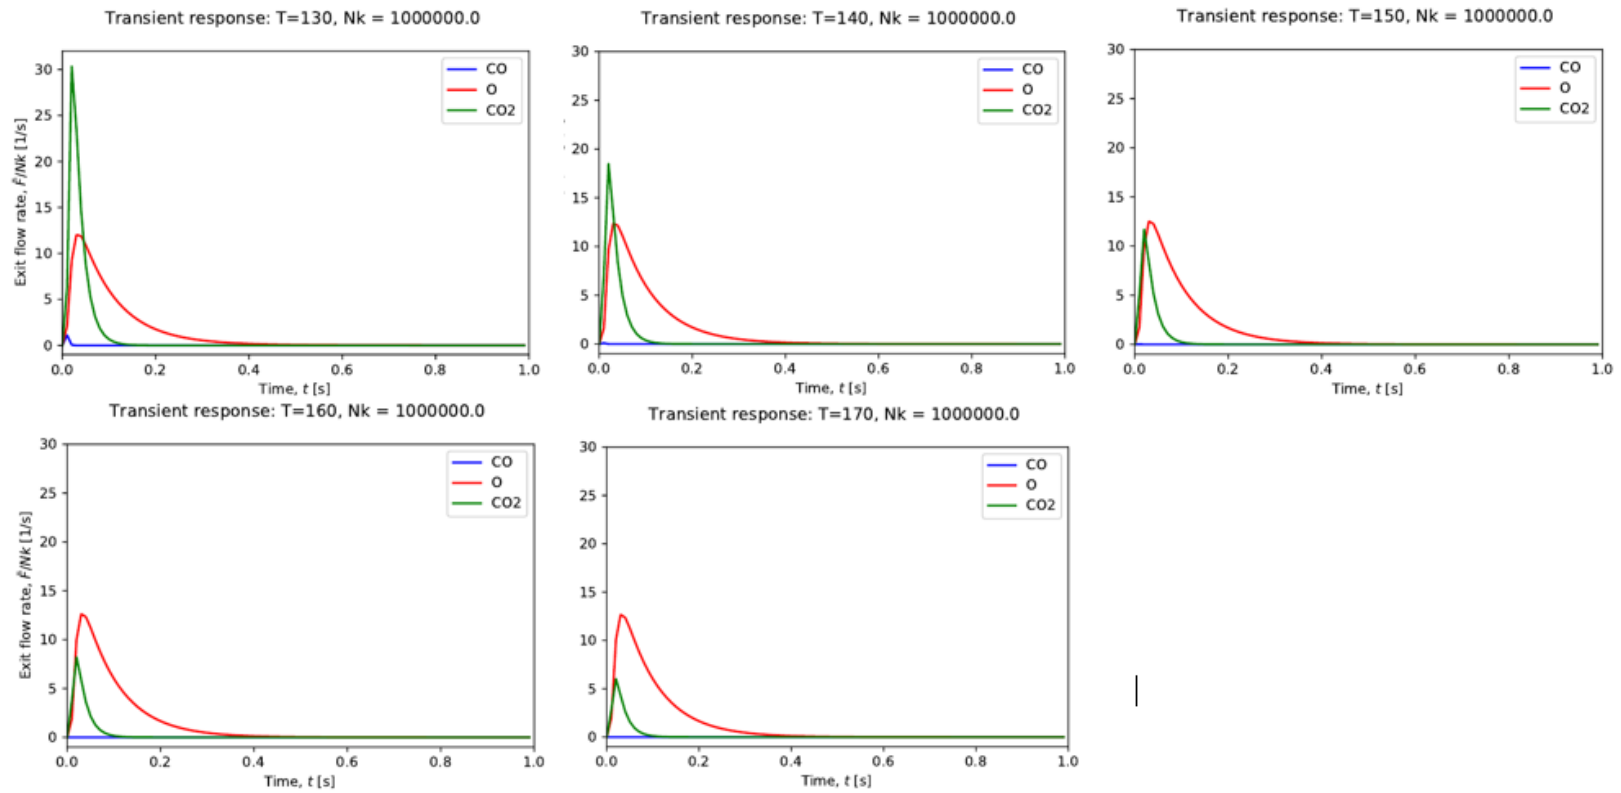 Transient response: T=130, Nk = 1000000.0
Exit flow rate, F̄/Nk [1/s]
30
25
20
15
10
5
0
CO
O
CO2
0.0 0.2 0.4 0.6 0.8 1.0
Time, t [s]
Transient response: T=140, Nk = 1000000.0
30
25
20
15
10
5
0
CO
O
CO2
0.0 0.2 0.4 0.6 0.8 1.0
Time, t [s]
Transient response: T=150, Nk = 1000000.0
30
25
20
15
10
5
0
CO
O
CO2
0.0 0.2 0.4 0.6 0.8 1.0
Time, t [s]
Transient response: T=160, Nk = 1000000.0
Exit flow rate, F̄/Nk [1/s]
30
25
20
15
10
5
0
CO
O
CO2
0.0 0.2 0.4 0.6 0.8 1.0
Time, t [s]
Transient response: T=170, Nk = 1000000.0
30
25
20
15
10
5
0
CO
O
CO2
0.0 0.2 0.4 0.6 0.8 1.0
Time, t [s]